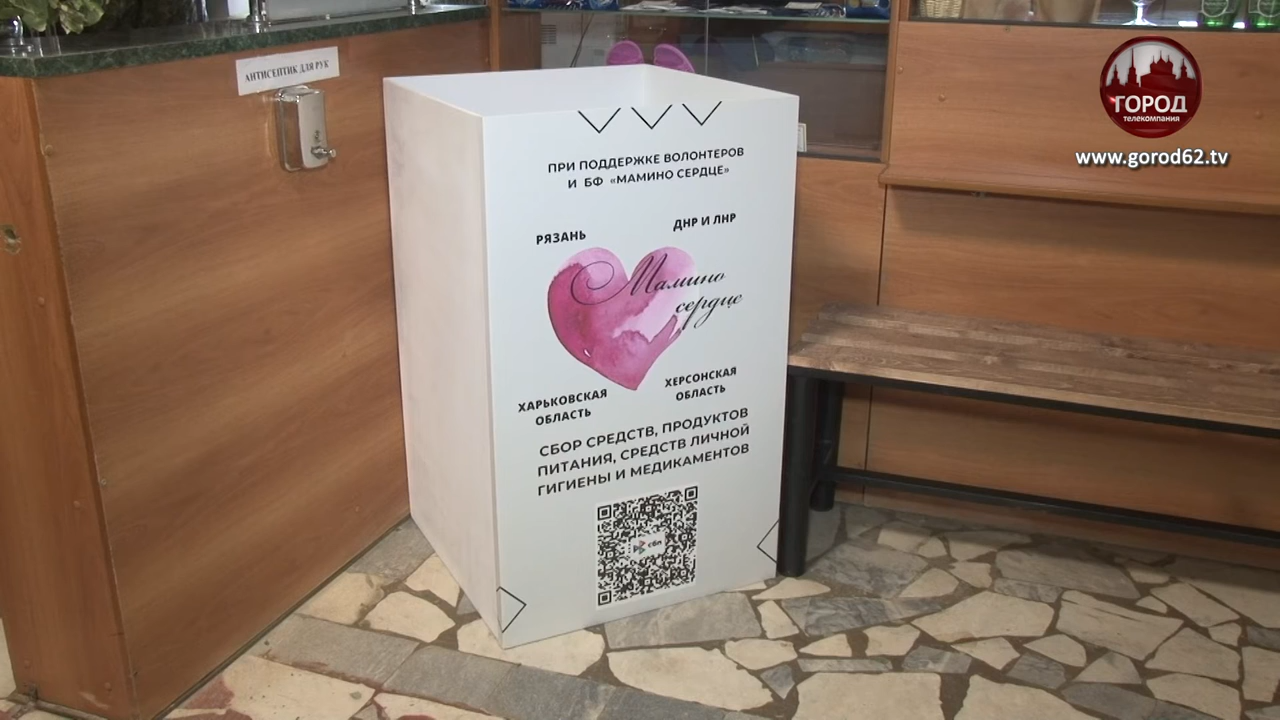 АНТИСЕПТИК ДЛЯ РУК
ГОРОД
телекомпания
www.gorod62.tv
ПРИ ПОДДЕРЖКЕ ВОЛОНТЕРОВ
И БФ «МАМИНО СЕРДЦЕ»
РЯЗАНЬ
ДНР И ЛНР
Мамино
сердце
ХАРЬКОВСКАЯ
ОБЛАСТЬ
ХЕРСОНСКАЯ
ОБЛАСТЬ
СБОР СРЕДСТВ, ПРОДУКТОВ
ПИТАНИЯ, СРЕДСТВ ЛИЧНОЙ
ГИГИЕНЫ И МЕДИКАМЕНТОВ
сбп